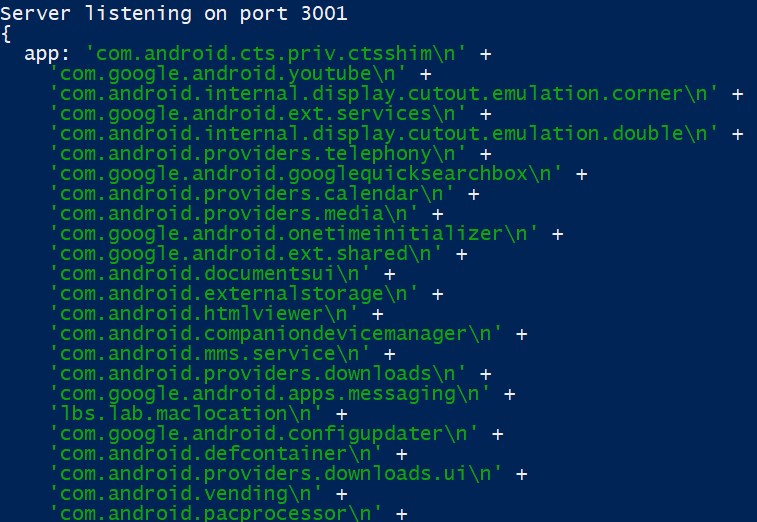 Server listening on port 3001
{
  app: 'com.android.cts.priv.ctsshim\n' +
    'com.google.android.youtube\n' +
    'com.android.internal.display.cutout.emulation.corner\n' +
    'com.google.android.ext.services\n' +
    'com.android.internal.display.cutout.emulation.double\n' +
    'com.android.providers.telephony\n' +
    'com.google.android.googlequicksearchbox\n' +
    'com.android.providers.calendar\n' +
    'com.android.providers.media\n' +
    'com.google.android.onetimeinitializer\n' +
    'com.google.android.ext.shared\n' +
    'com.android.documentsui\n' +
    'com.android.externalstorage\n' +
    'com.android.htmlviewer\n' +
    'com.android.companiondevicemanager\n' +
    'com.android.mms.service\n' +
    'com.android.providers.downloads\n' +
    'com.google.android.apps.messaging\n' +
    'lbs.lab.maclocation\n' +
    'com.google.android.configupdater\n' +
    'com.android.defcontainer\n' +
    'com.android.providers.downloads.ui\n' +
    'com.android.vending\n' +
    'com.android.pacprocessor\n' +